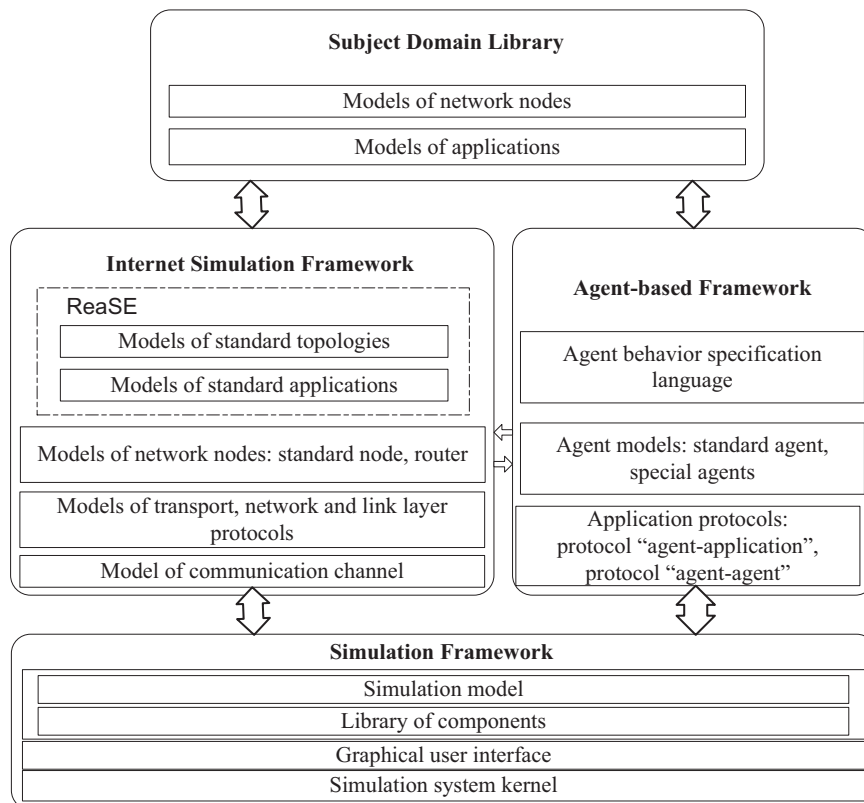 Subject Domain Library
Models of network nodes
Models of applications
Internet Simulation Framework
ReaSE
Models of standard topologies
Models of standard applications
Models of network nodes: standard node, router
Models of transport, network and link layer
protocols
Model of communication channel
Agent-based Framework
Agent behavior specification
language
Agent models: standard agent,
special agents
Application protocols:
protocol “agent-application”,
protocol “agent-agent”
Simulation Framework
Simulation model
Library of components
Graphical user interface
Simulation system kernel